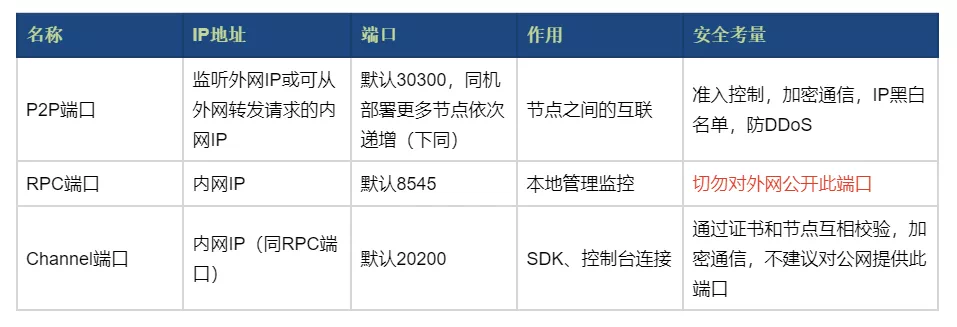 名称
IP地址
端口
作用
安全考量
P2P端口
监听外网IP或可从
外网转发请求的内
网IP
默认30300，同机
部署更多节点依次
递增（下同）
节点之间的互联
准入控制，加密通信，IP黑白
名单，防DDoS
RPC端口
内网IP
默认8545
本地管理监控
切勿对外网公开此端口
Channel端口
内网IP（同RPC端
口）
默认20200
SDK、控制台连接
通过证书和节点互相校验，加
密通信，不建议对公网提供此
端口